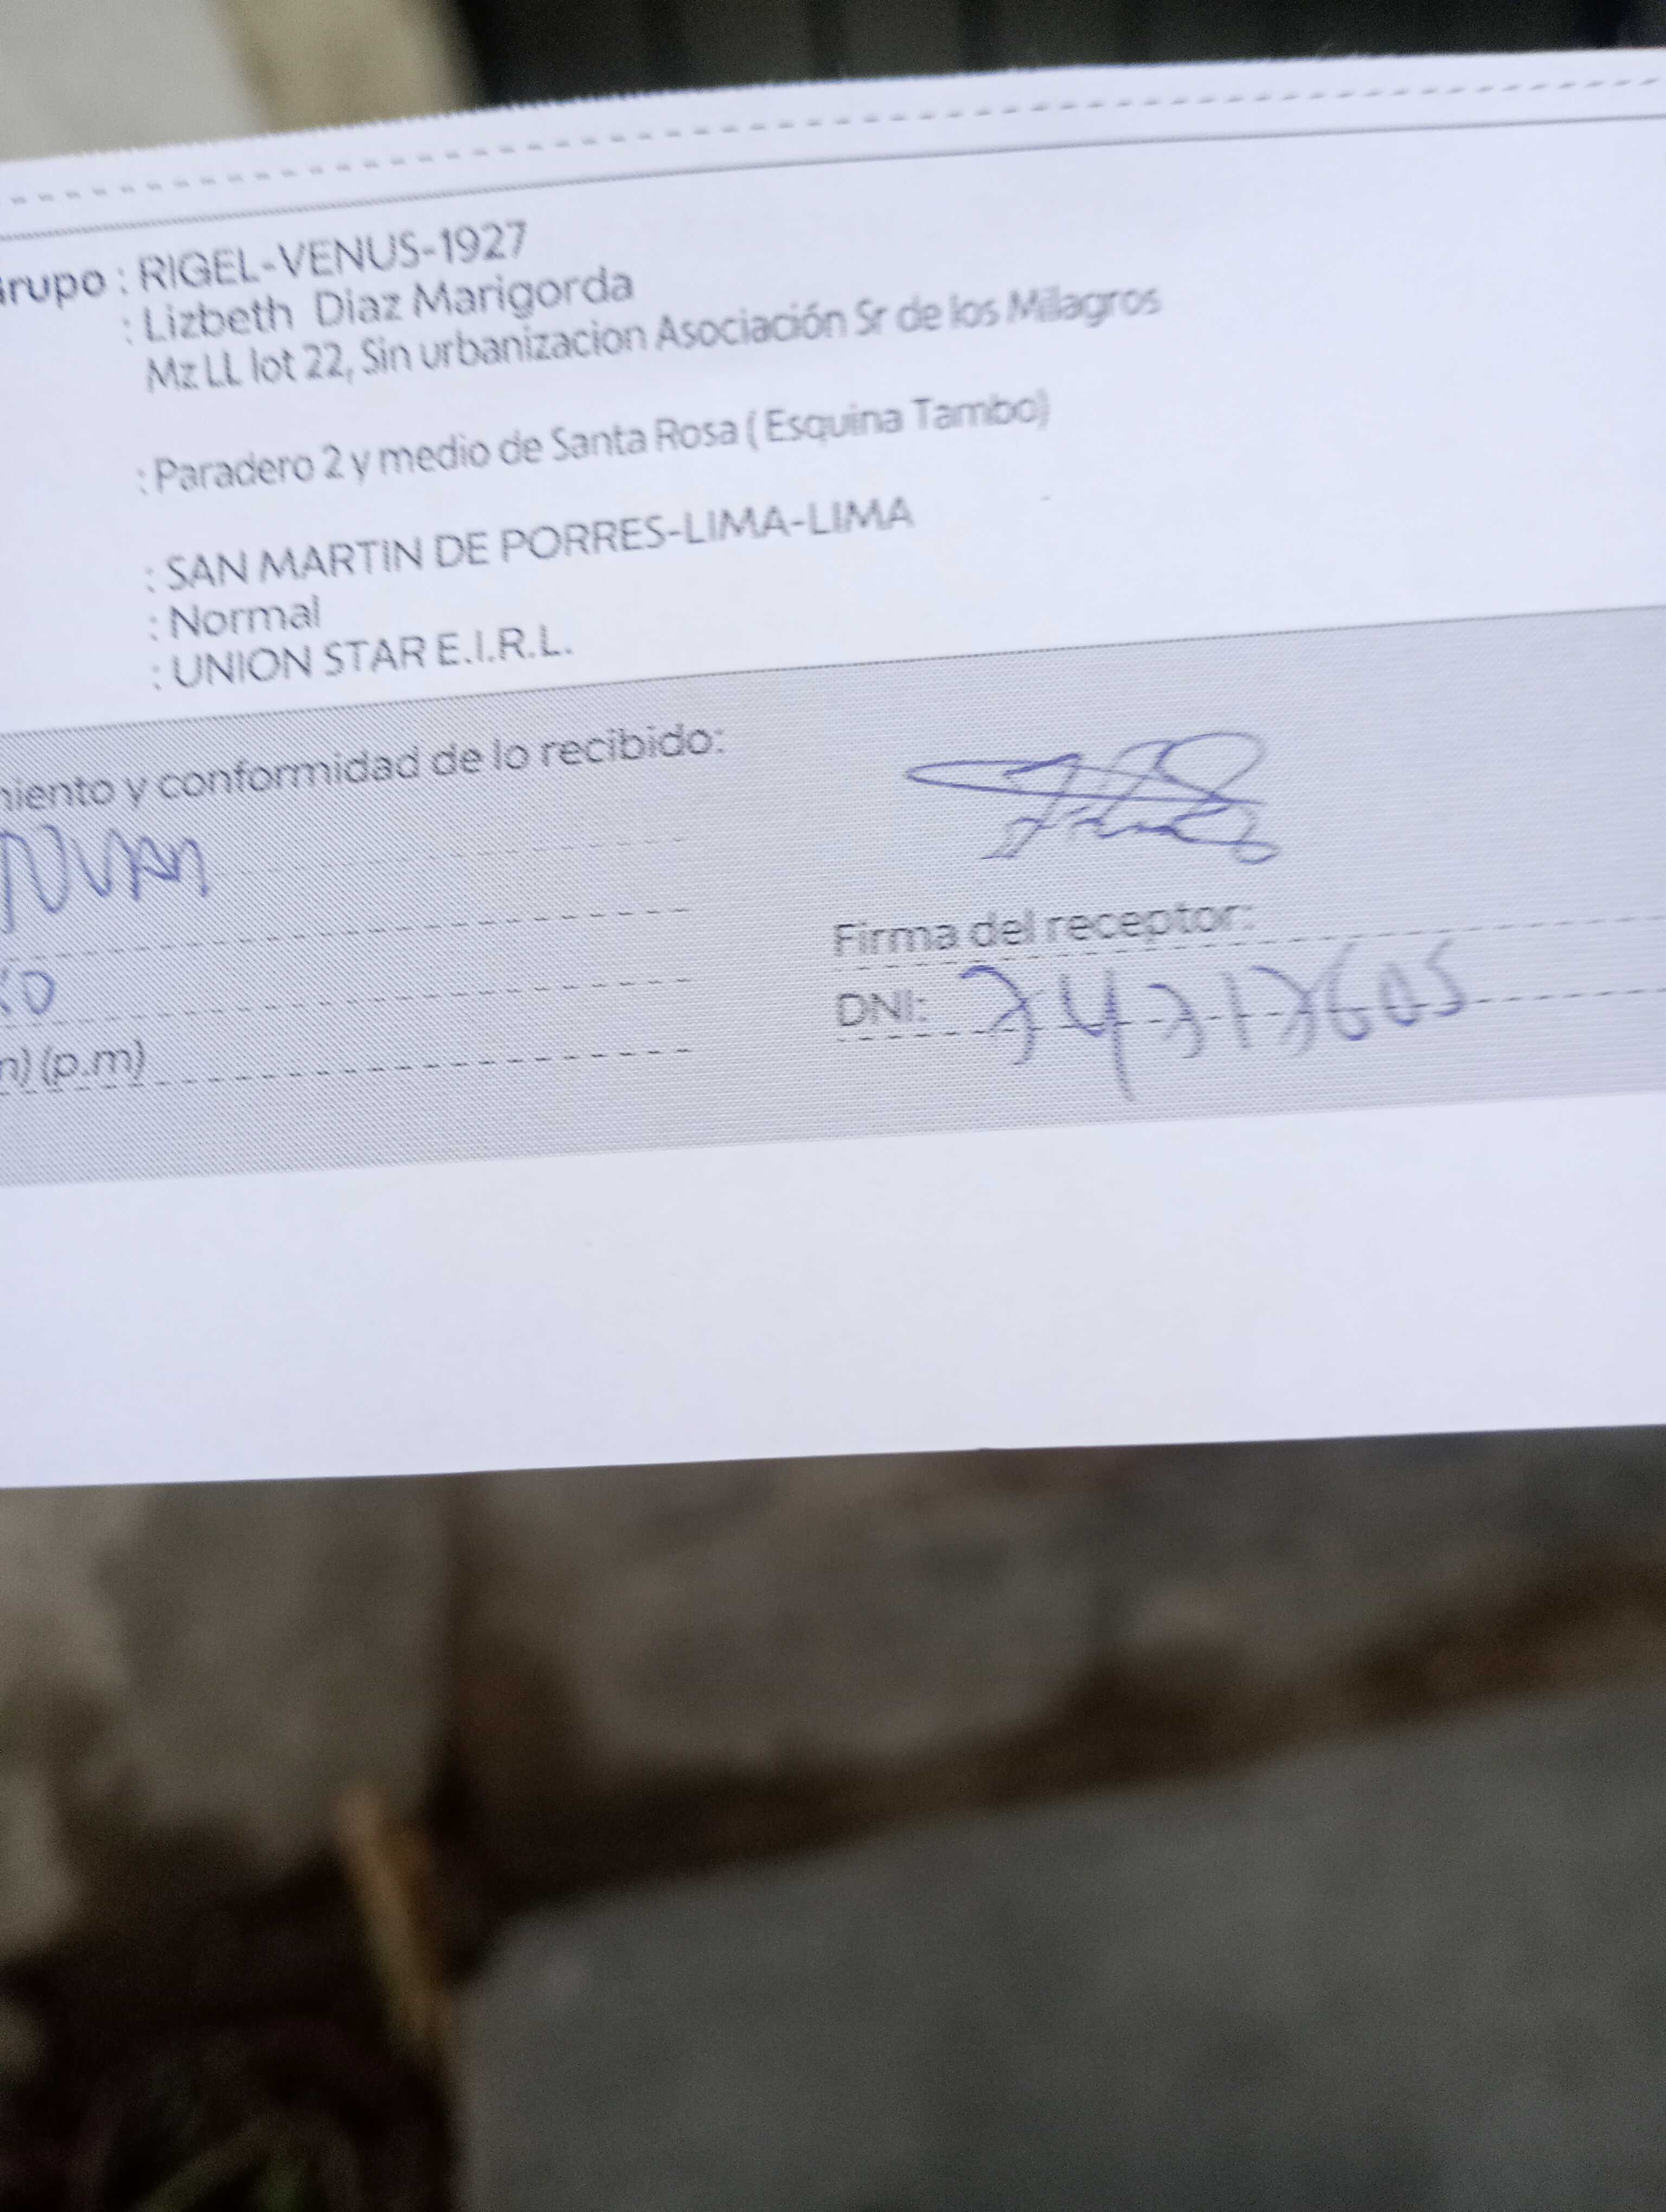 Grupo : RIGEL-VENUS-1927
: Lizbeth Diaz Marigorda
Mz LL lot 22, Sin urbanizacion Asociación Sr de los Milagros
: Paradero 2 y medio de Santa Rosa ( Esquina Tambo)
: SAN MARTIN DE PORRES-LIMA-LIMA
: Normal
: UNION STAR E.I.R.L.
y conformidad de lo recibido:
Firma del receptor:
DNI: 74717605
(p.m)